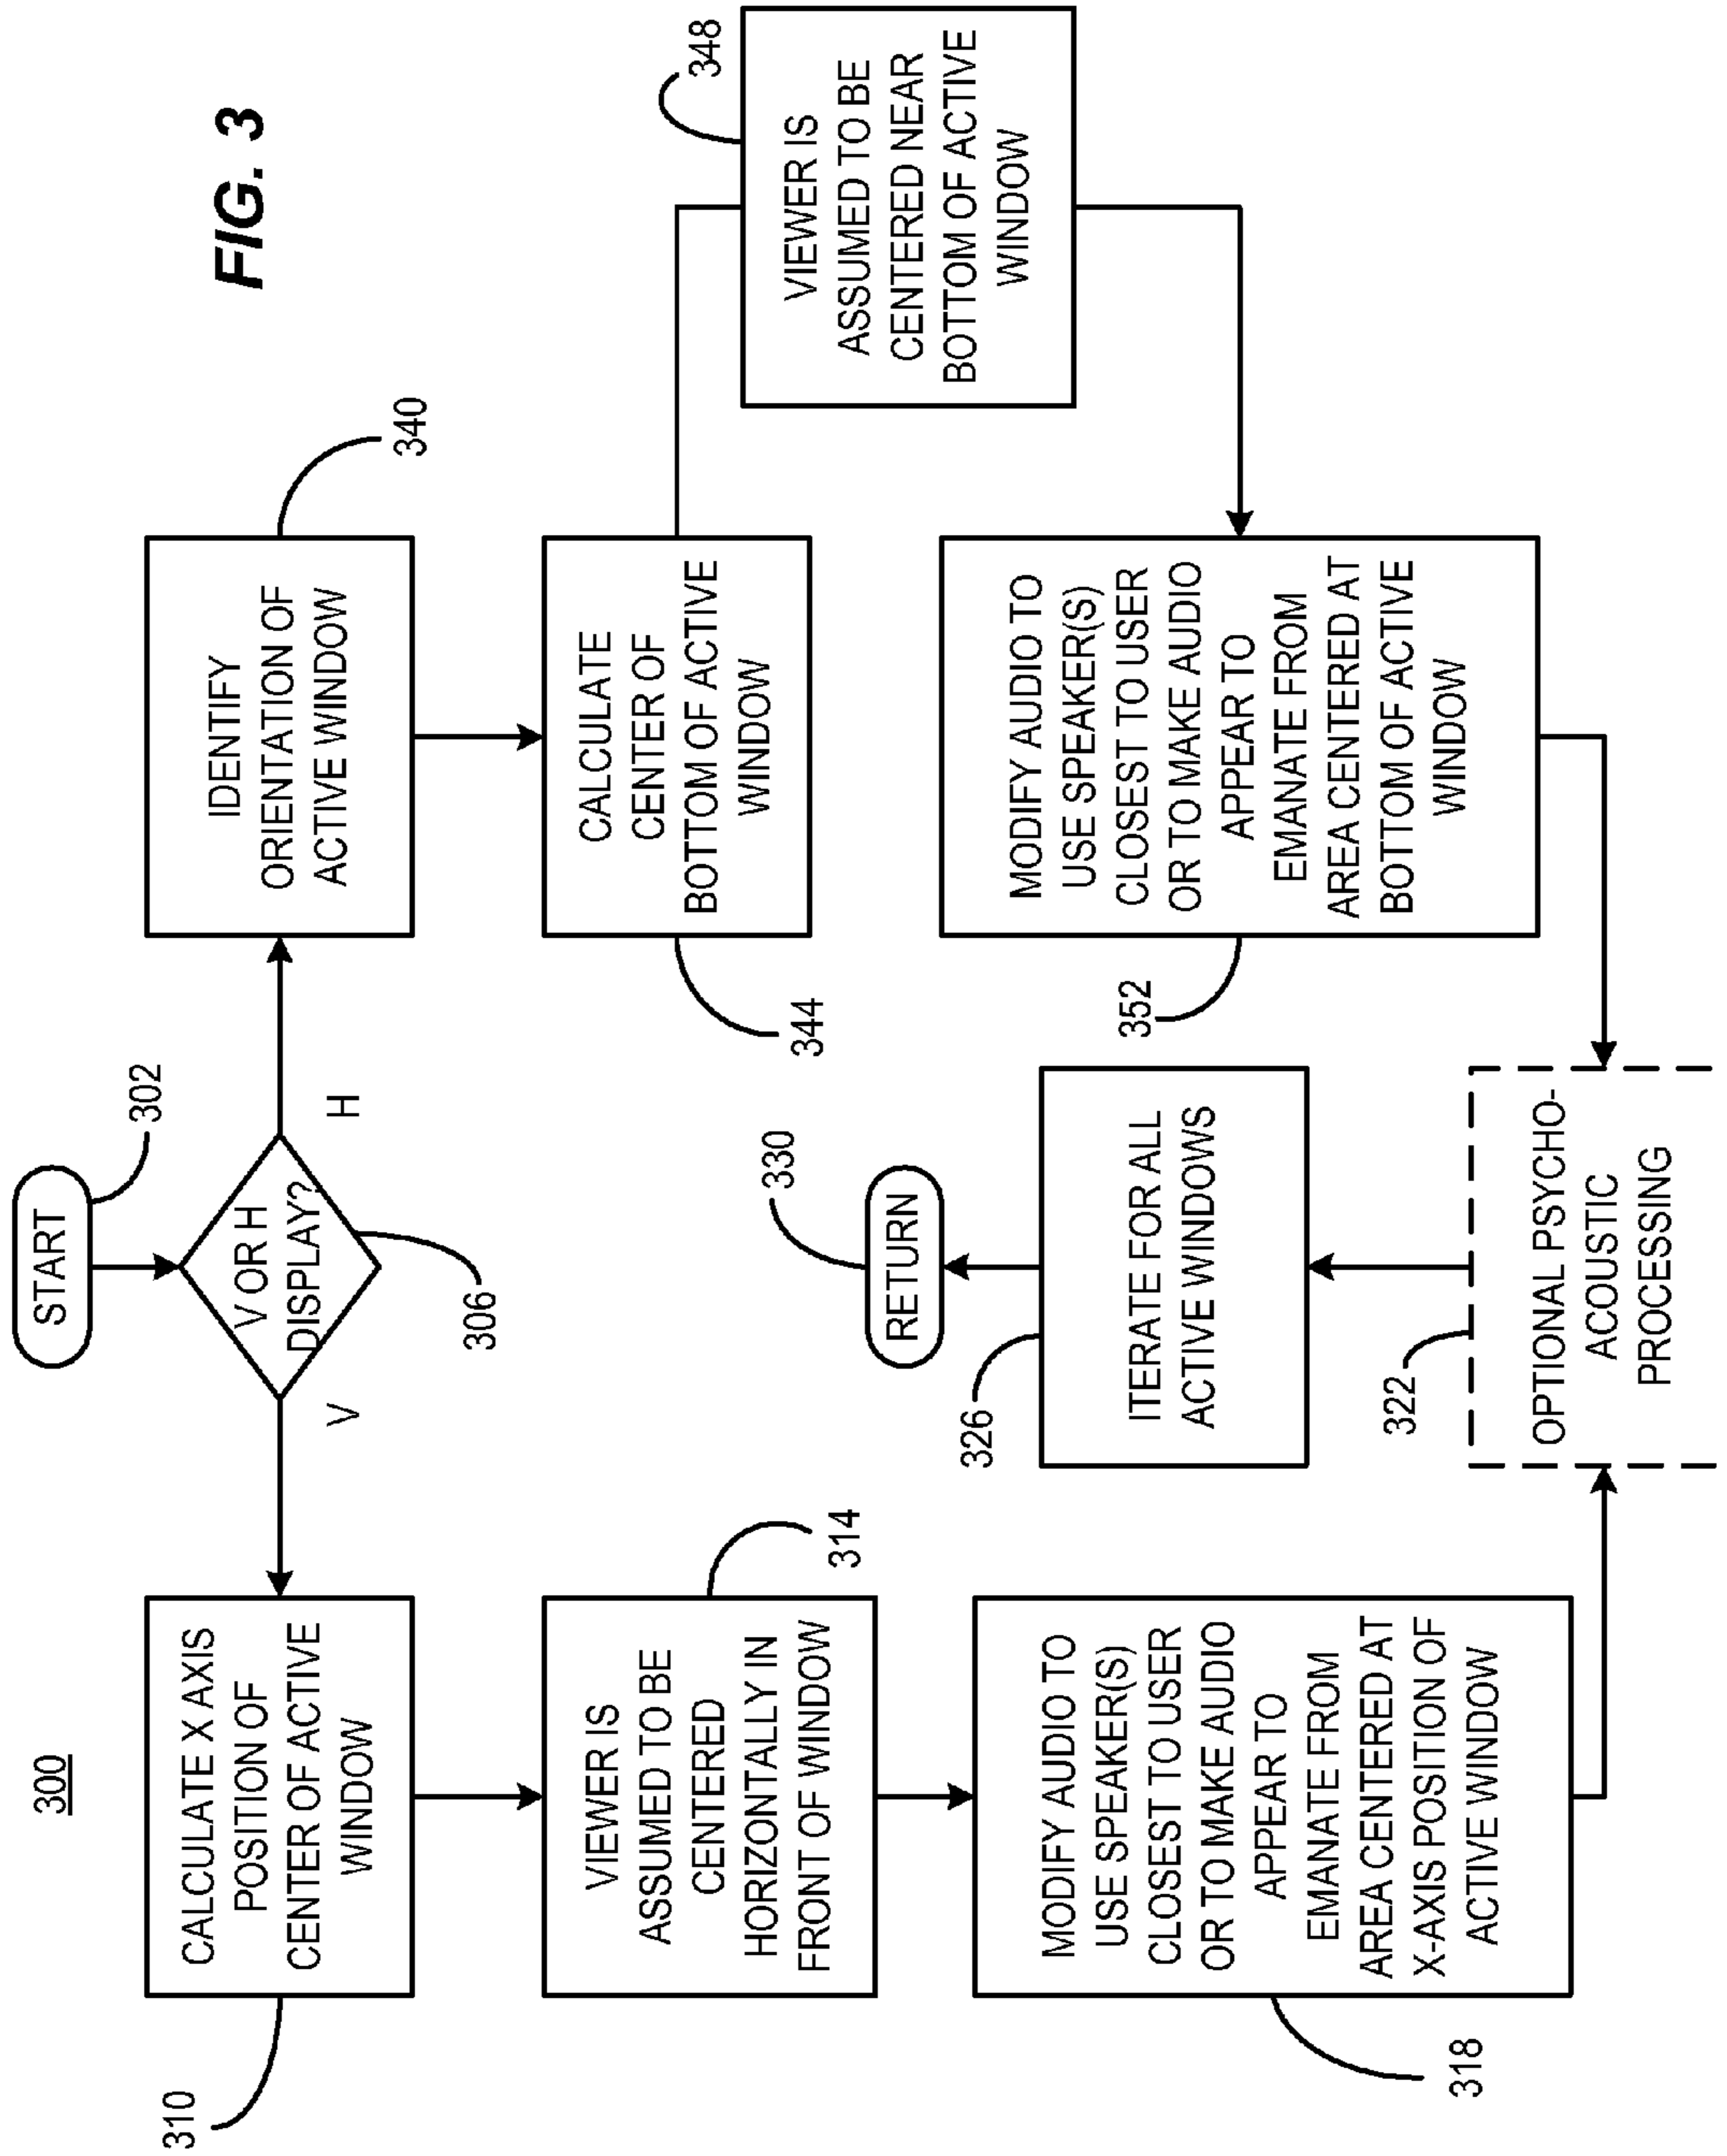 300
FIG. 3
START
302
V OR H
DISPLAY?
306
V
H
CALCULATE X AXIS
POSITION OF
CENTER OF ACTIVE
WINDOW
310
VIEWER IS
ASSUMED TO BE
CENTERED
HORIZONTALLY IN
FRONT OF WINDOW
314
MODIFY AUDIO TO
USE SPEAKER(S)
CLOSEST TO USER
OR TO MAKE AUDIO
APPEAR TO
EMANATE FROM
AREA CENTERED AT
X-AXIS POSITION OF
ACTIVE WINDOW
318
IDENTIFY
ORIENTATION OF
ACTIVE WINDOW
340
CALCULATE
CENTER OF
BOTTOM OF ACTIVE
WINDOW
344
VIEWER IS
ASSUMED TO BE
CENTERED NEAR
BOTTOM OF ACTIVE
WINDOW
348
MODIFY AUDIO TO
USE SPEAKER(S)
CLOSEST TO USER
OR TO MAKE AUDIO
APPEAR TO
EMANATE FROM
AREA CENTERED AT
BOTTOM OF ACTIVE
WINDOW
352
OPTIONAL PSYCHO-
ACOUSTIC
PROCESSING
322
ITERATE FOR ALL
ACTIVE WINDOWS
326
RETURN
330